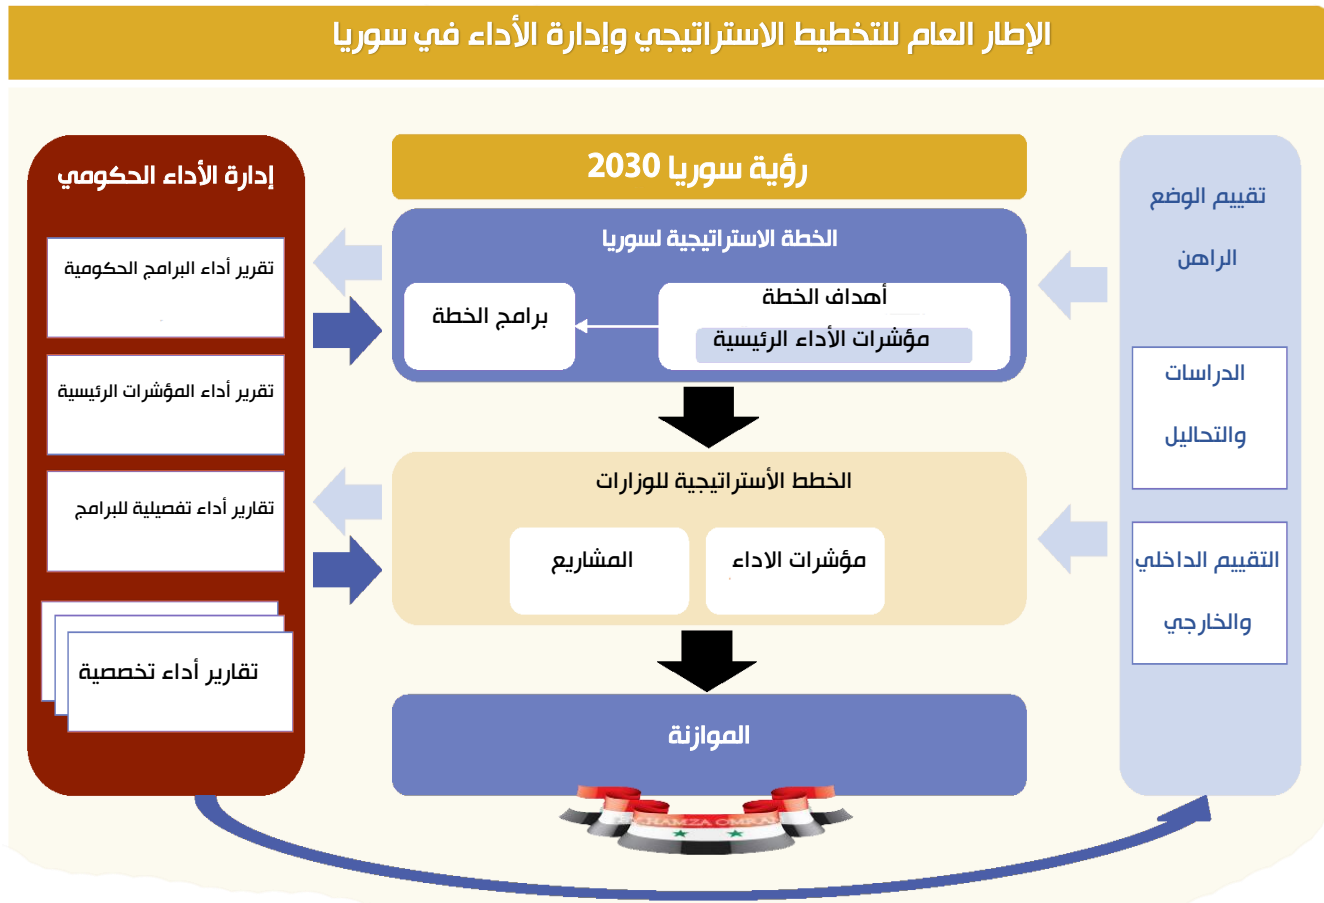 الإطار العام للتخطيط الاستراتيجي وإدارة الأداء في سوريا
تقييم الوضع
الراهن
الدراسات
والتحاليل
التقييم الداخلي
والخارجي
رؤية سوريا 2030
الخطة الاستراتيجية لسوريا
أهداف الخطة
مؤشرات الأداء الرئيسية
برامج الخطة
الخطط الأستراتيجية للوزارات
مؤشرات الاداء
المشاريع
الموازنة
HAMZA OMRAN
إدارة الأداء الحكومي
تقرير أداء البرامج الحكومية
تقرير أداء المؤشرات الرئيسية
تقارير أداء تفصيلية للبرامج
تقارير أداء تخصصية